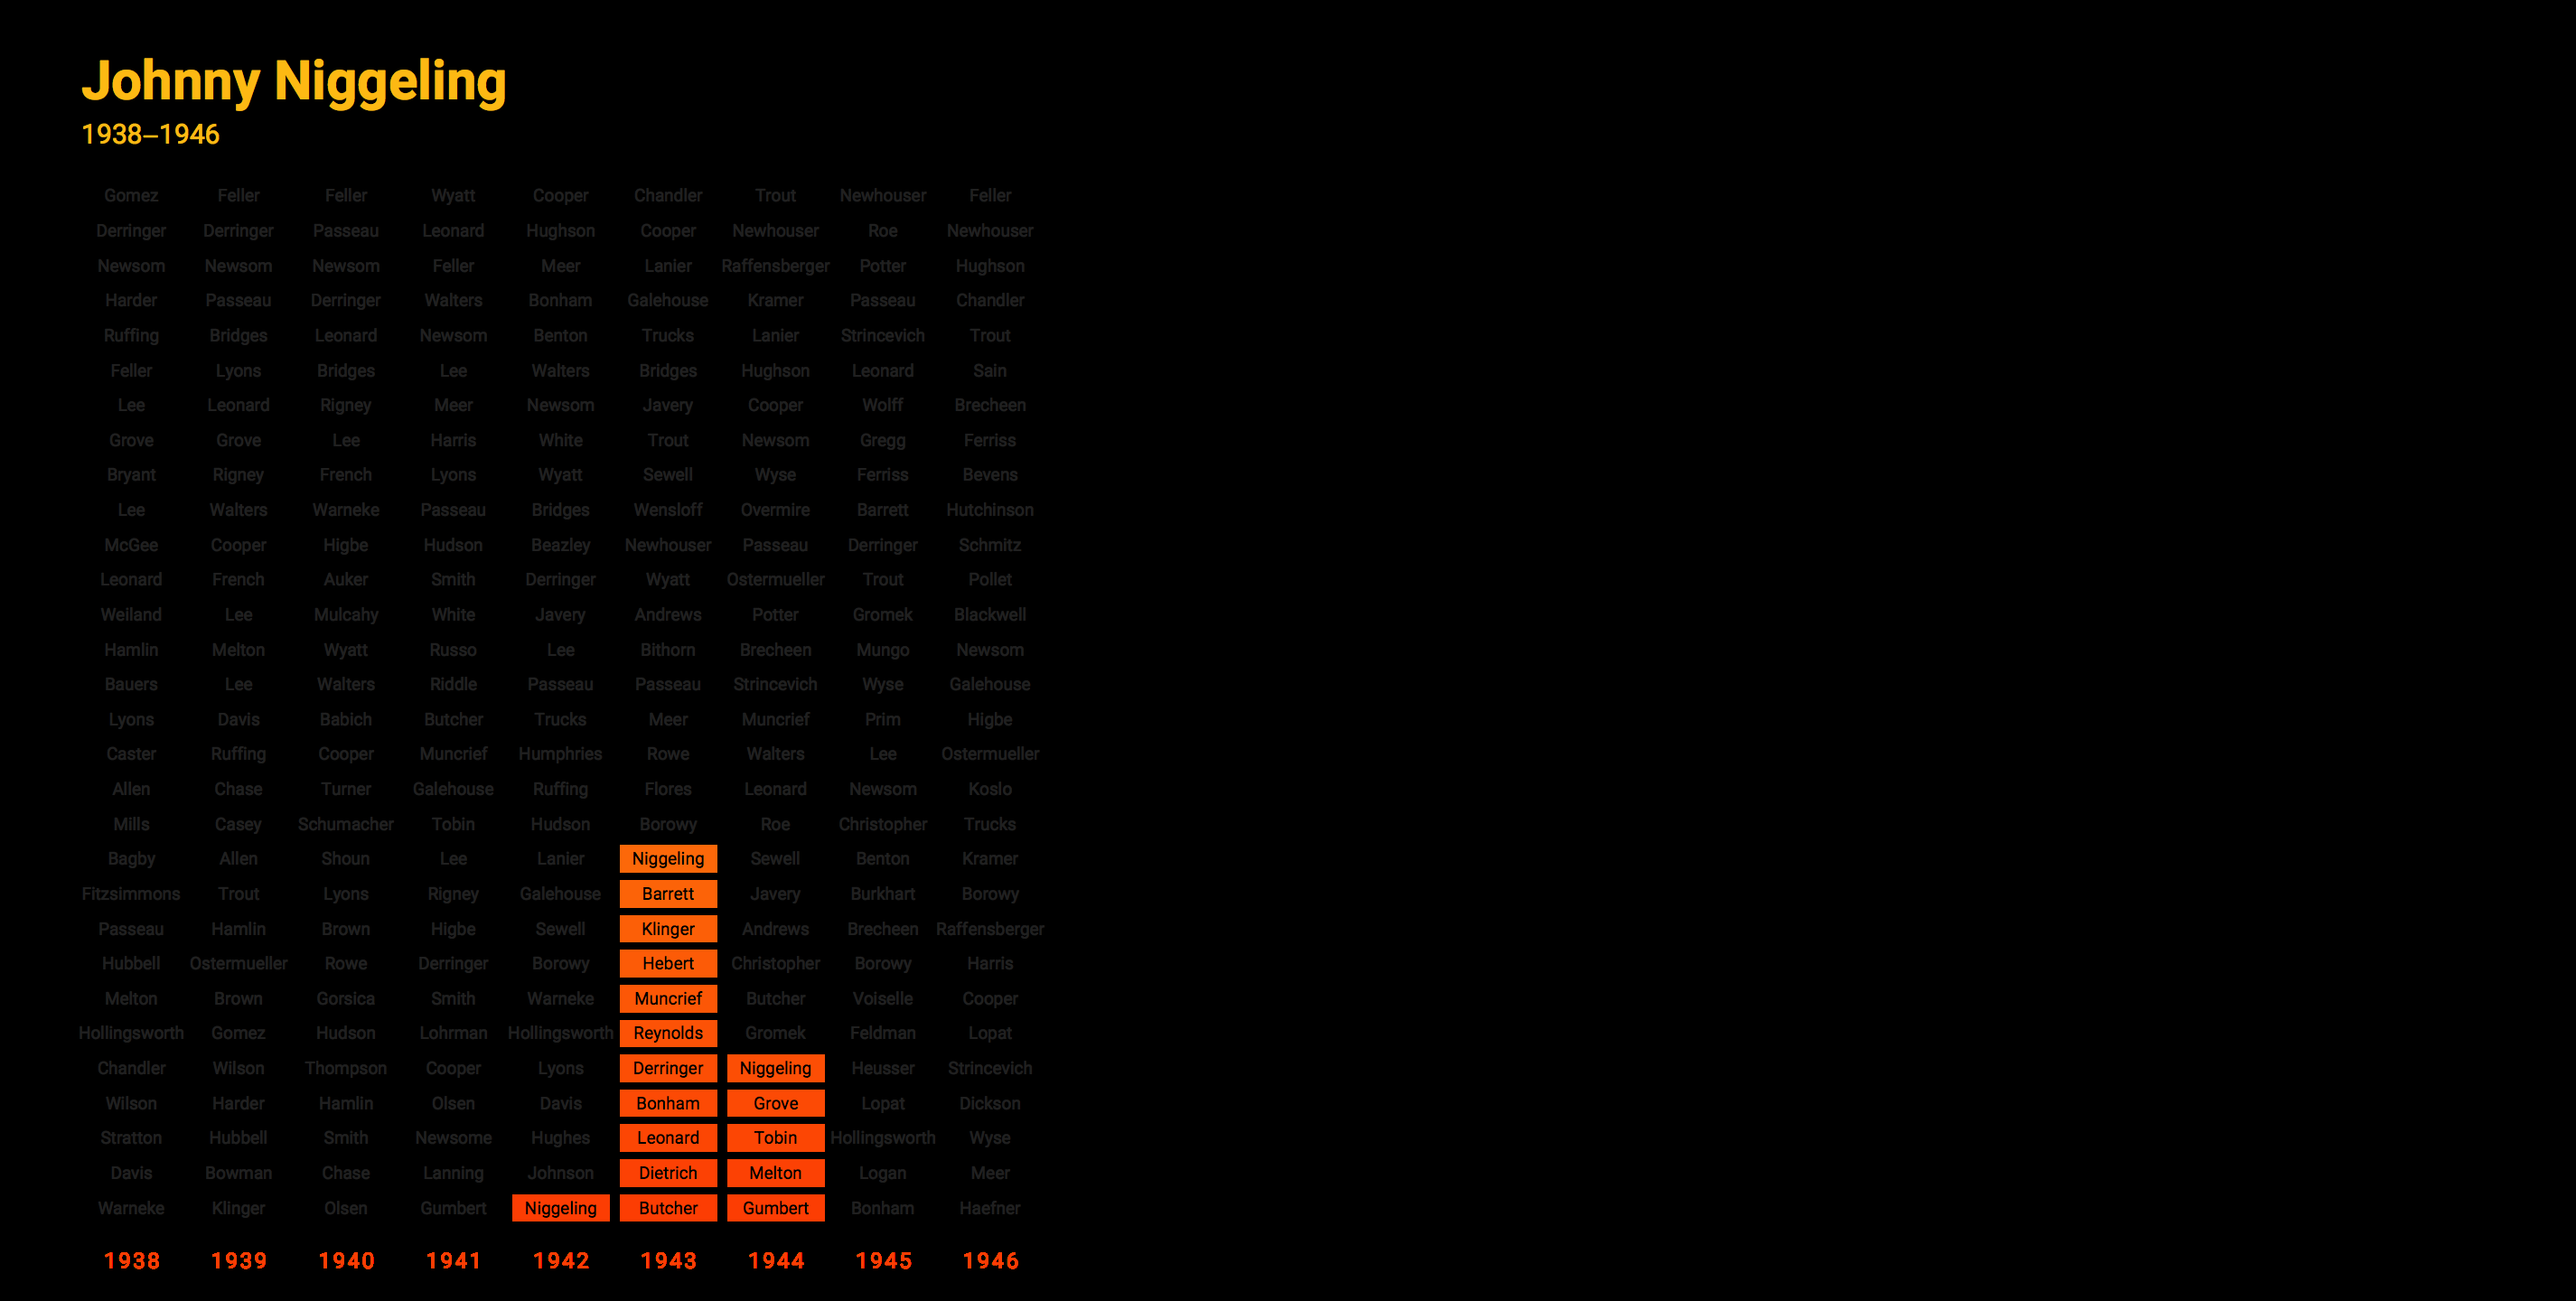 Johnny Niggeling
1938–1946
Gomez Feller Feller Wyatt Cooper Chandler Trout Newhouser Feller
Derringer Derringer Passeau Leonard Hughson Cooper Newhouser Roe Newhouser
Newsom Newsom Newsom Feller Meer Lanier Raffensberger Potter Hughson
Harder Passeau Derringer Walters Bonham Galehouse Kramer Passeau Chandler
Ruffing Bridges Leonard Newsom Benton Trucks Lanier Strincevich Trout
Feller Lyons Bridges Lee Walters Bridges Hughson Leonard Sain
Lee Leonard Rigney Meer Newsom Javery Cooper Wolff Brecheen
Grove Grove Lee Harris White Trout Newsom Gregg Ferriss
Bryant Rigney French Lyons Wyatt Sewell Wyse Ferriss Bevens
Lee Walters Warneke Passeau Bridges Wensloff Overmire Barrett Hutchinson
McGee Cooper Higbe Hudson Beazley Newhouser Passeau Derringer Schmitz
Leonard French Auker Smith Derringer Wyatt Ostermueller Trout Pollet
Weiland Lee Mulcahy White Javery Andrews Potter Gromek Blackwell
Hamlin Melton Wyatt Russo Lee Bithorn Brecheen Mungo Newsom
Bauers Lee Walters Riddle Passeau Passeau Strincevich Wyse Galehouse
Lyons Davis Babich Butcher Trucks Meer Muncrief Prim Higbe
Caster Ruffing Cooper Muncrief Humphries Rowe Walters Lee Ostermueller
Allen Chase Turner Galehouse Ruffing Flores Leonard Newsom Koslo
Mills Casey Schumacher Tobin Hudson Borowy Roe Christopher Trucks
Bagby Allen Shoun Lee Lanier Niggeling Sewell Benton Kramer
Fitzsimmons Trout Lyons Rigney Galehouse Barrett Javery Burkhart Borowy
Passeau Hamlin Brown Higbe Sewell Klinger Andrews Brecheen Raffensberger
Hubbell Ostermueller Rowe Derringer Borowy Hebert Christopher Borowy Harris
Melton Brown Gorsica Smith Warneke Muncrief Butcher Voiselle Cooper
Hollingsworth Gomez Hudson Lohrman Hollingsworth Reynolds Gromek Feldman Lopat
Chandler Wilson Thompson Cooper Lyons Derringer Niggeling Heusser Strincevich
Wilson Harder Hamlin Olsen Davis Bonham Grove Lopat Dickson
Stratton Hubbell Smith Newsome Hughes Leonard Tobin Hollingsworth Wyse
Davis Bowman Chase Lanning Johnson Dietrich Melton Logan Meer
Warneke Klinger Olsen Gumbert Niggeling Butcher Gumbert Bonham Haefner
1938 1939 1940 1941 1942 1943 1944 1945 1946